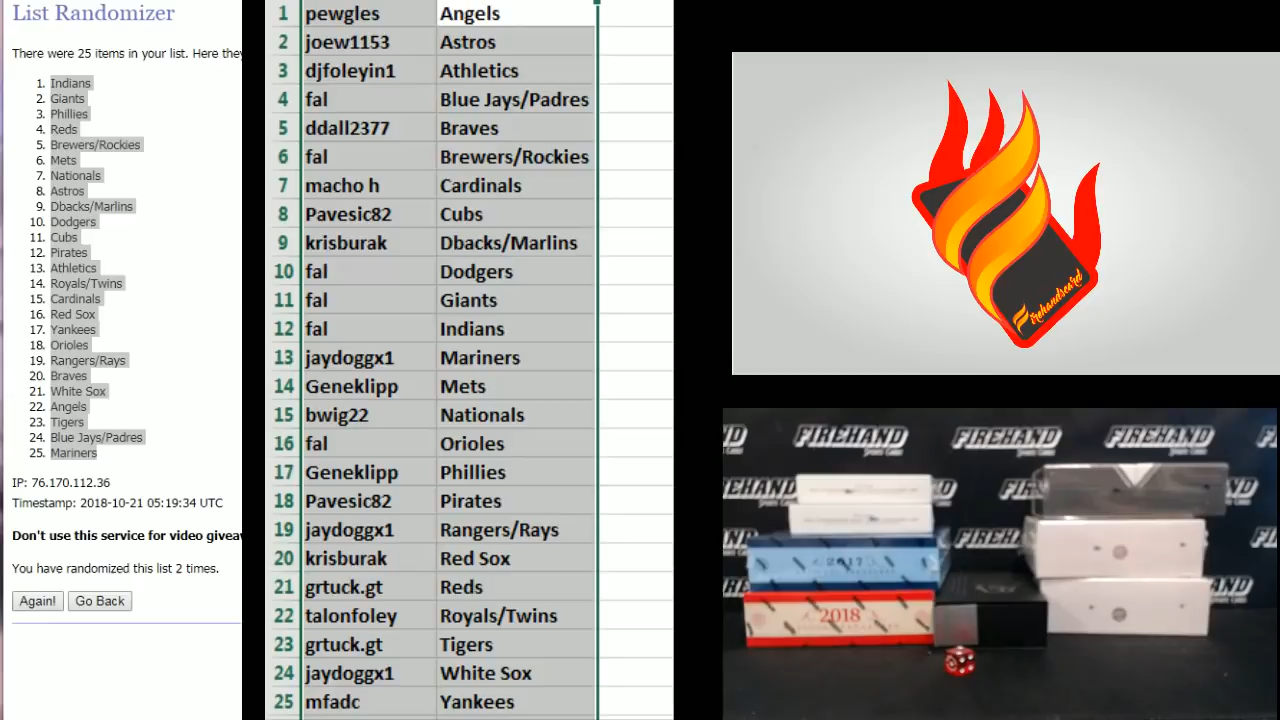 List Randomizer
There were 25 items in your list. Here they
1. Indians
2. Giants
3. Phillies
4. Reds
5. Brewers/Rockies
6. Mets
7. Nationals
8. Astros
9. Dbacks/Marlins
10. Dodgers
11. Cubs
12. Pirates
13. Athletics
14. Royals/Twins
15. Cardinals
16. Red Sox
17. Yankees
18. Orioles
19. Rangers/Rays
20. Braves
21. White Sox
22. Angels
23. Tigers
24. Blue Jays/Padres
25. Mariners
IP: 76.170.112.36
Timestamp: 2018-10-21 05:19:34 UTC
Don't use this service for video giveaw
You have randomized this list 2 times.
Again! Go Back
1 pewgles Angels
2 joew1153 Astros
3 djfoleyin1 Athletics
4 fal Blue Jays/Padres
5 ddall2377 Braves
6 fal Brewers/Rockies
7 macho h Cardinals
8 Pavesic82 Cubs
9 krisburak Dbacks/Marlins
10 fal Dodgers
11 fal Giants
12 fal Indians
13 jaydoggx1 Mariners
14 Geneklipp Mets
15 bwig22 Nationals
16 fal Orioles
17 Geneklipp Phillies
18 Pavesic82 Pirates
19 jaydoggx1 Rangers/Rays
20 krisburak Red Sox
21 grtuck.gt Reds
22 talonfoley Royals/Twins
23 grtuck.gt Tigers
24 jaydoggx1 White Sox
25 mfadc Yankees
Firehandscard
FIREHAND FIREHAND FIREHAND
2017
2018